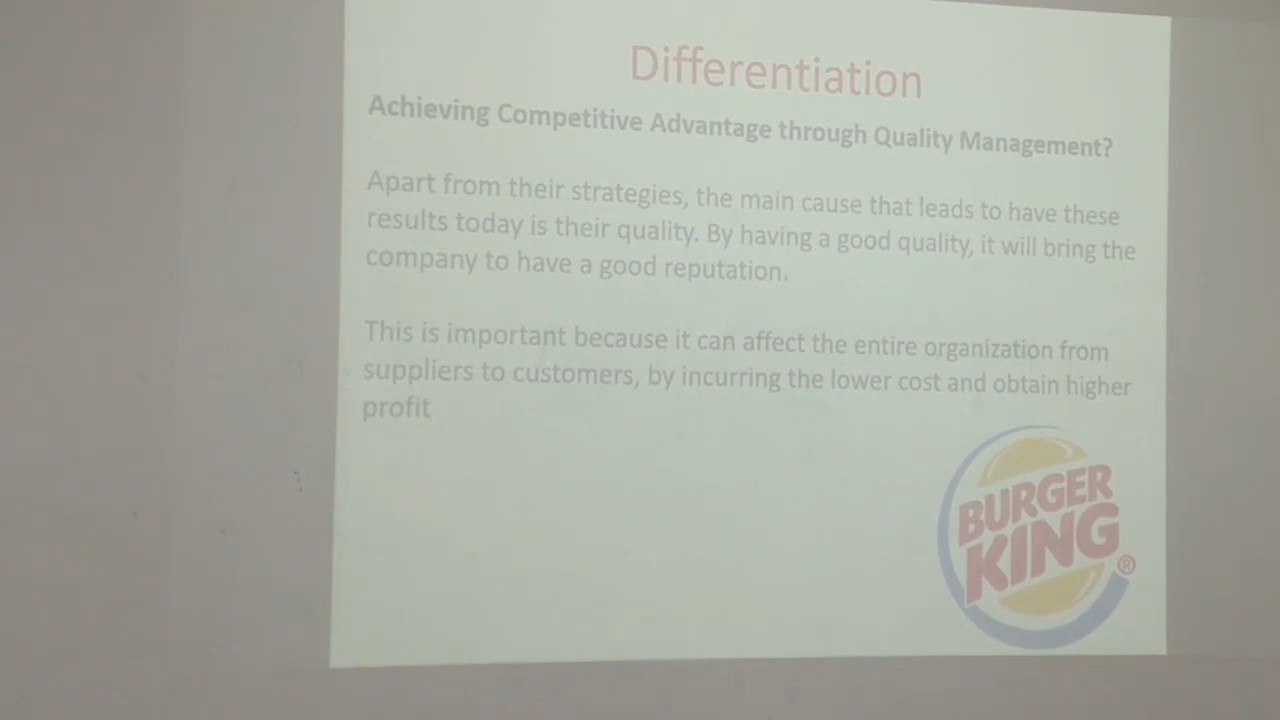 Differentiation
Achieving Competitive Advantage through Quality Management?
Apart from their strategies, the main cause that leads to have these
results today is their quality. By having a good quality, it will bring the
company to have a good reputation.
This is important because it can affect the entire organization from
suppliers to customers, by incurring the lower cost and obtain higher
profit
BURGER
KING
®